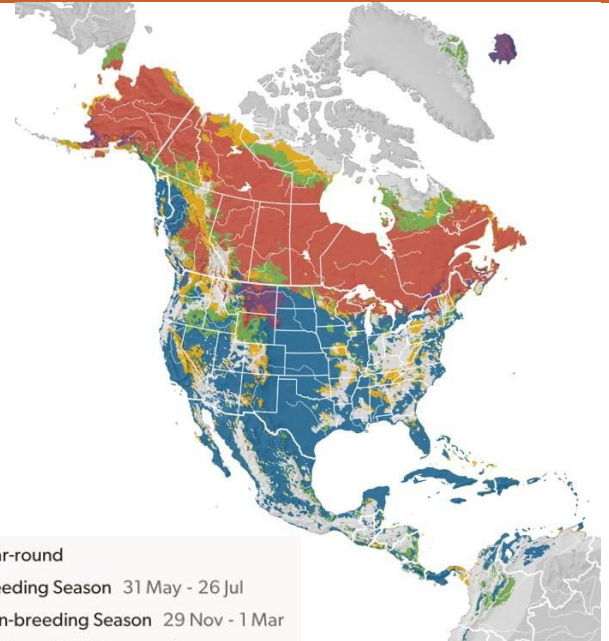 ar-round
eeding Season 31 May - 26 Jul
n-breeding Season 29 Nov - 1 Mar